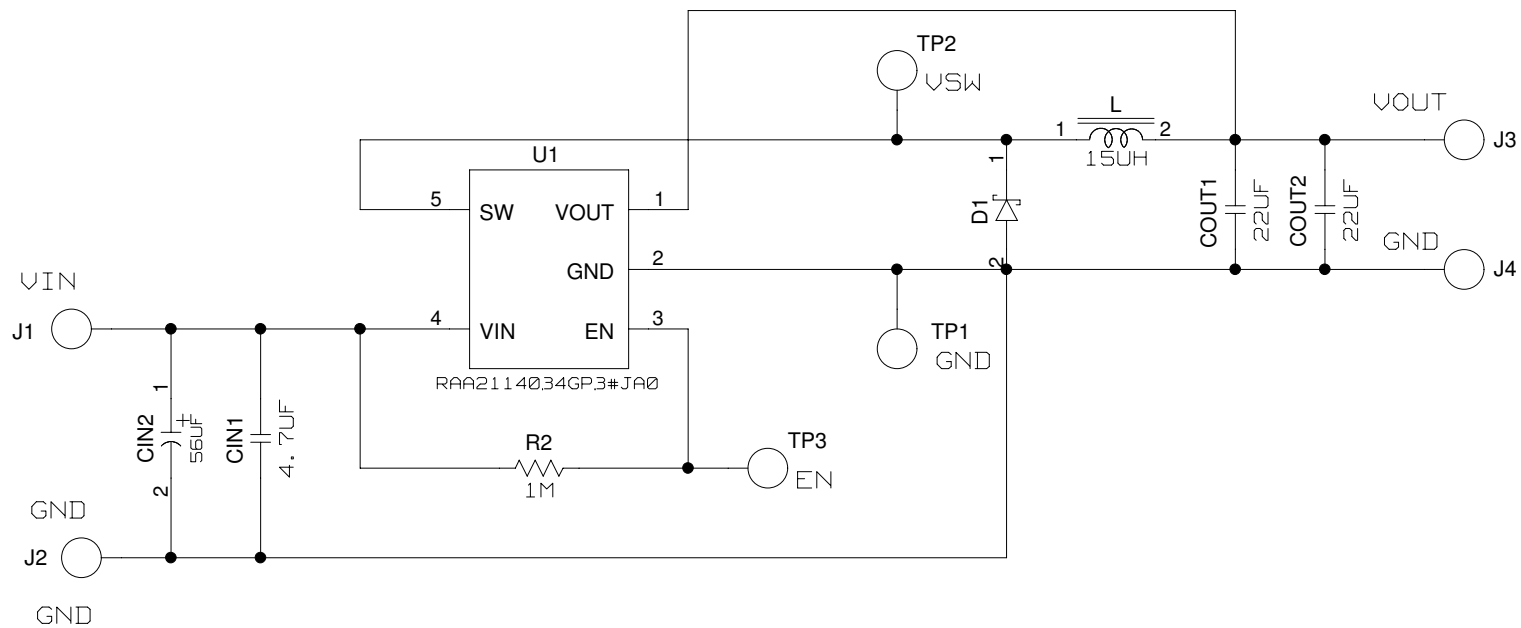 TP2
VSW
L
1
2
15UH
VOUT
J3
U1
5
SW
VOUT
1
GND
2
VIN
4
EN
3
RAA211403.34GP.3#JA0
1
D1
2
COUT1
22UF
COUT2
22UF
GND
J4
TP1
GND
VIN
J1
1
CIN2
+
56UF
2
CIN1
4.7UF
R2
1M
TP3
EN
GND
J2
GND